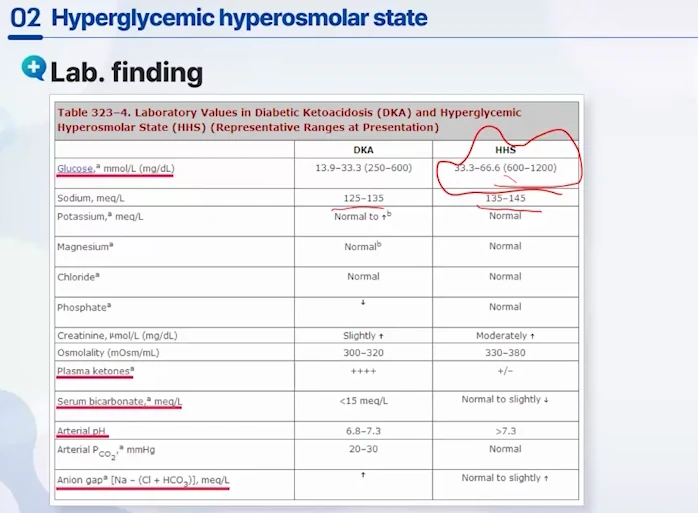 02 Hyperglycemic hyperosmolar state
Lab. finding
Table 323–4. Laboratory Values in Diabetic Ketoacidosis (DKA) and Hyperglycemic
Hyperosmolar State (HHS) (Representative Ranges at Presentation)
DKA HHS
Glucose,ᵃ mmol/L (mg/dL) 13.9–33.3 (250–600) 33.3–66.6 (600–1200)
Sodium, meq/L 125–135 135–145
Potassium,ᵃ meq/L Normal to ↑ᵇ Normal
Magnesiumᵃ Normalᵇ Normal
Chlorideᵃ Normal Normal
Phosphateᵃ ↓ Normal
Creatinine, µmol/L (mg/dL) Slightly ↑ Moderately ↑
Osmolality (mOsm/mL) 300–320 330–380
Plasma ketonesᵃ ++++ +/–
Serum bicarbonate,ᵃ meq/L <15 meq/L Normal to slightly ↓
Arterial pH 6.8–7.3 >7.3
Arterial PCO₂,ᵃ mmHg 20–30 Normal
Anion gapᵃ [Na – (Cl + HCO₃)], meq/L ↑ Normal to slightly ↑